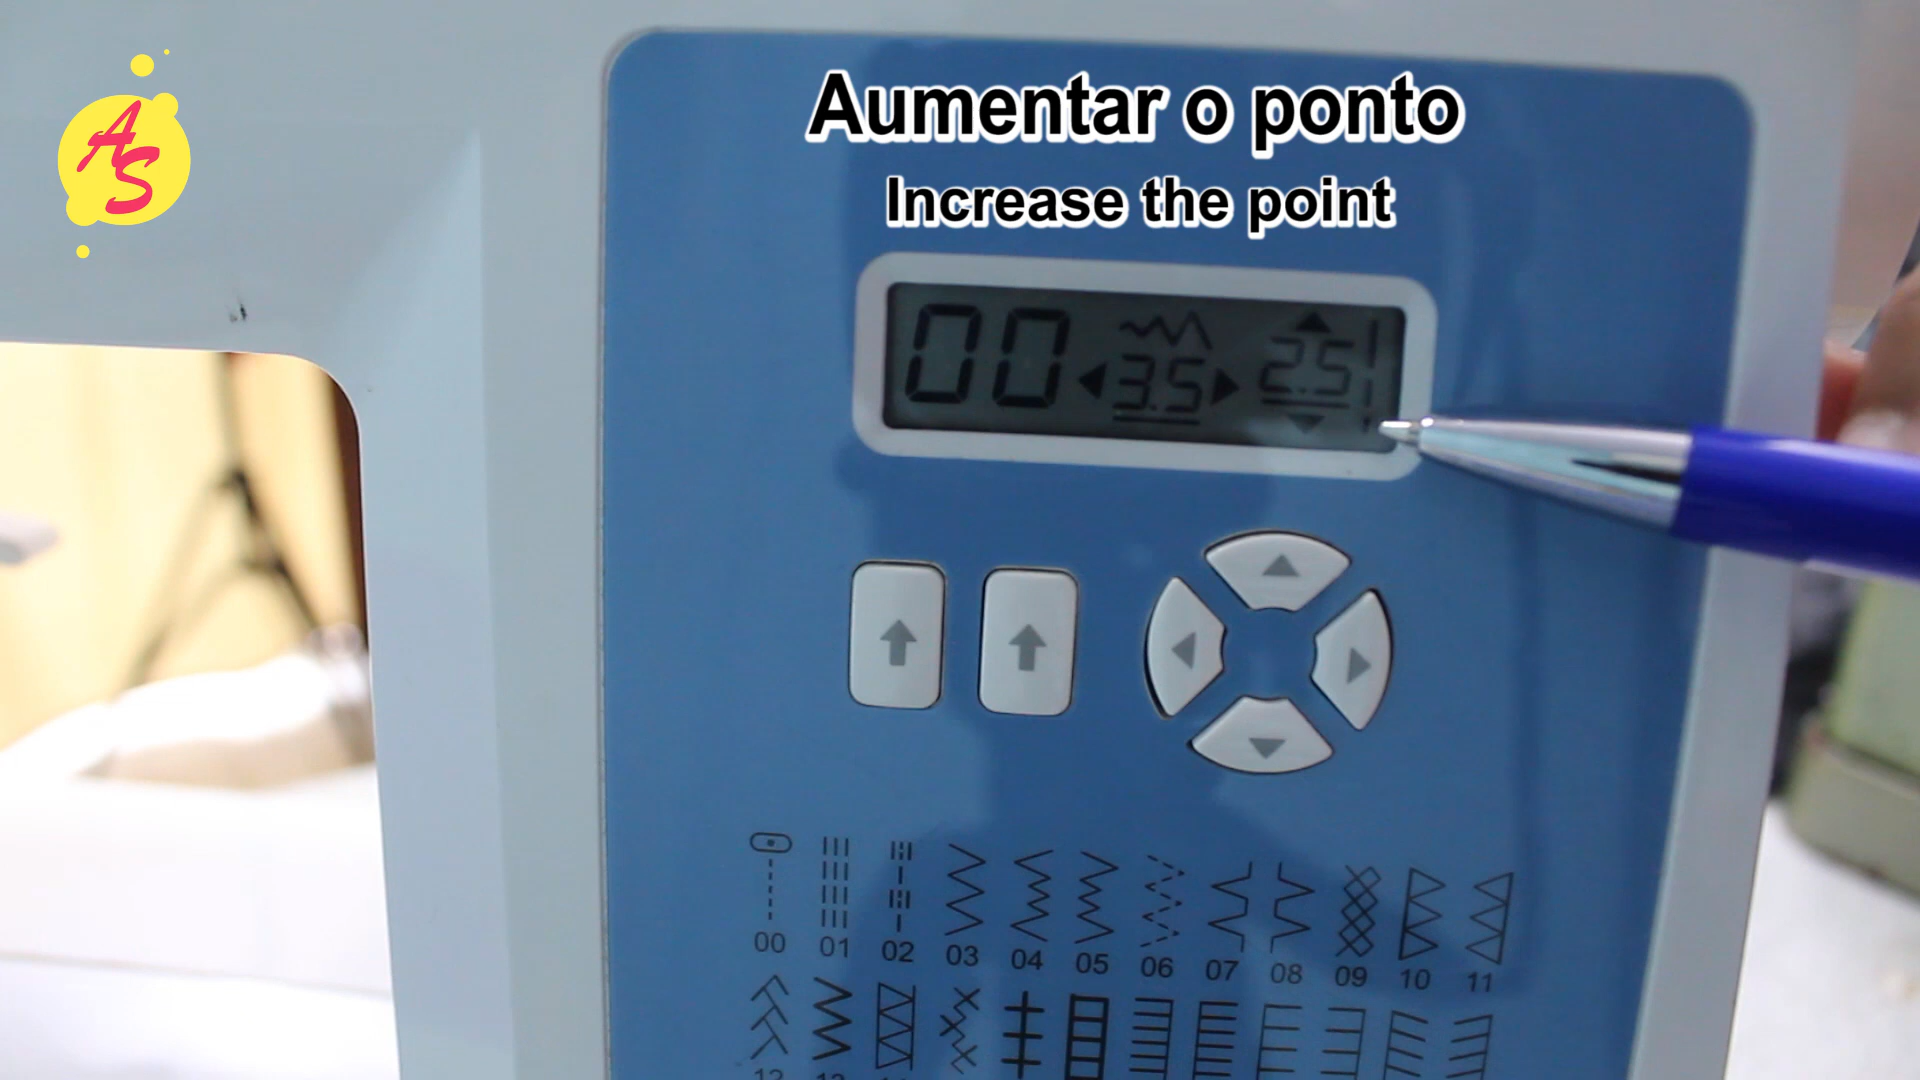 AS
Aumentar o ponto
Increase the point
00 3.5 2.5
00 01 02 03 04 05 06 07 08 09 10 11